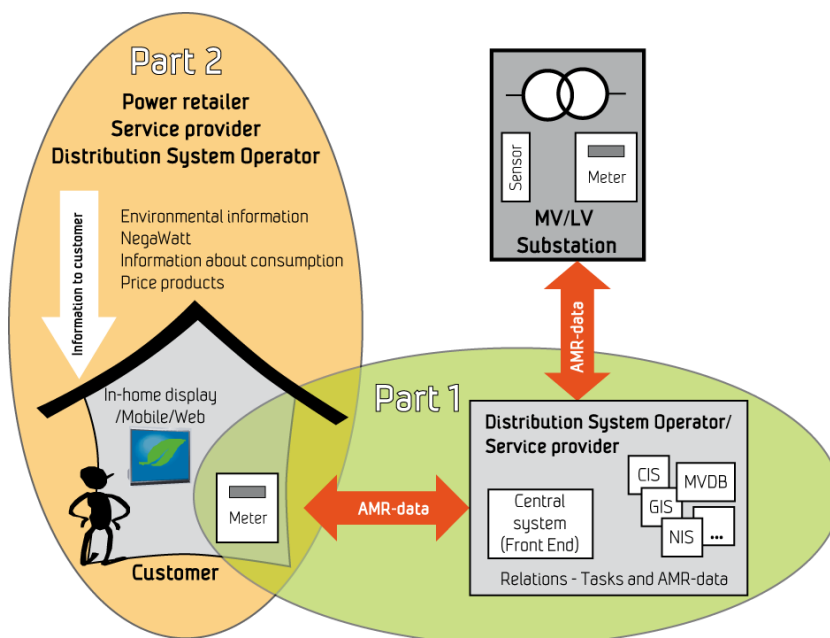 Part 2
Power retailer
Service provider
Distribution System Operator
Information to customer
Environmental information
NegaWatt
Information about consumption
Price products
In-home display
/Mobile/Web
Meter
Customer
Sensor
Meter
MV/LV
Substation
AMR-data
Part 1
AMR-data
Distribution System Operator/
Service provider
Central
system
(Front End)
CIS
MVDB
GIS
NIS
...
Relations - Tasks and AMR-data